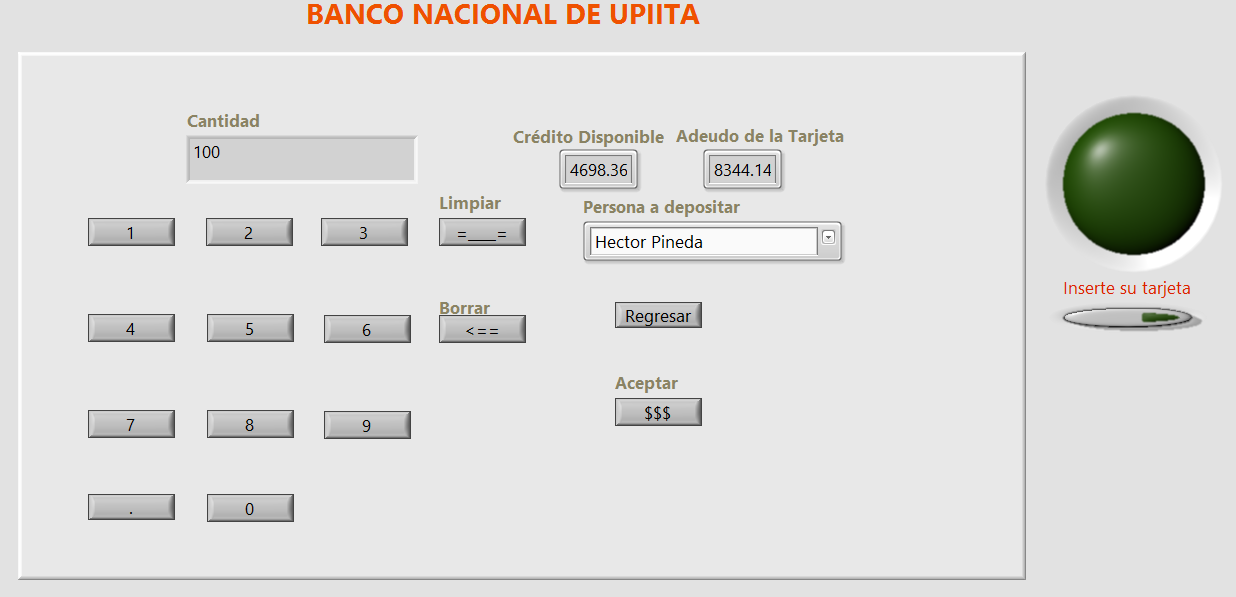 BANCO NACIONAL DE UPIITA
Cantidad
100
Crédito Disponible Adeudo de la Tarjeta
4698.36 8344.14
Limpiar
Persona a depositar
1 2 3 =___=
Hector Pineda
Inserte su tarjeta
Borrar
4 5 6 <==
Regresar
Aceptar
7 8 9 $$$
. 0